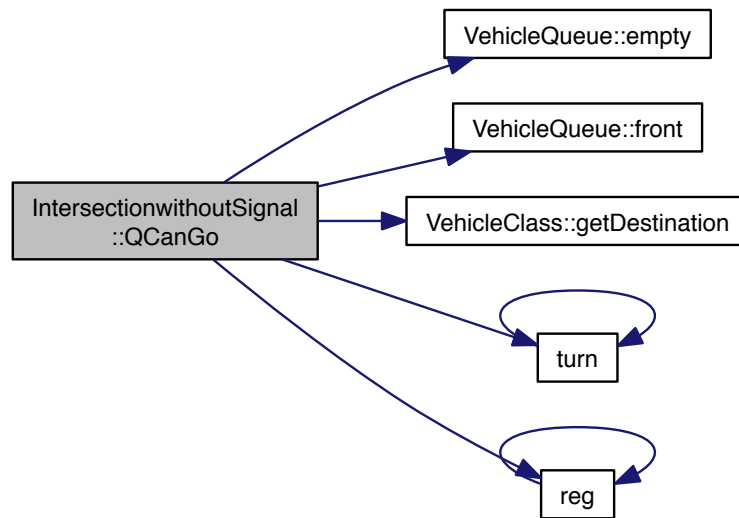 VehicleQueue::empty
VehicleQueue::front
IntersectionwithoutSignal
::QCanGo
VehicleClass::getDestination
turn
reg